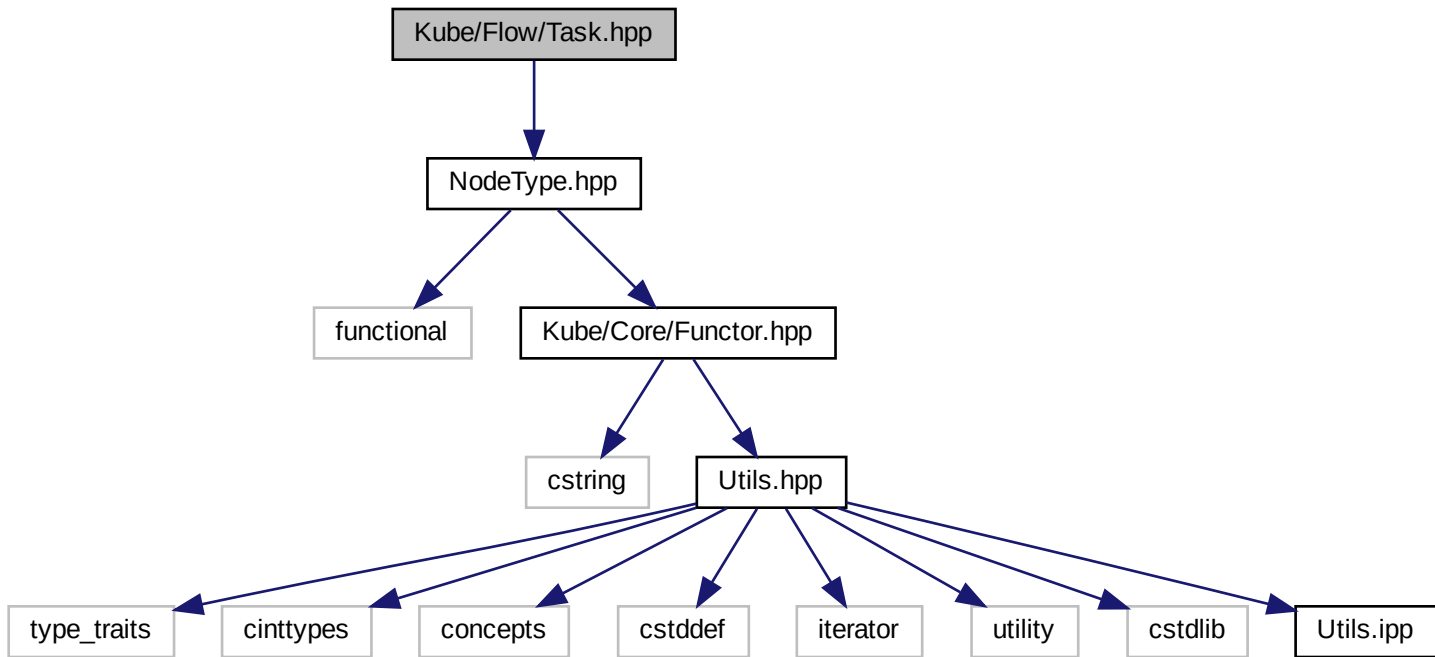 Kube/Flow/Task.hpp
NodeType.hpp
functional
Kube/Core/Functor.hpp
cstring
Utils.hpp
type_traits
cinttypes
concepts
cstddef
iterator
utility
cstdlib
Utils.ipp